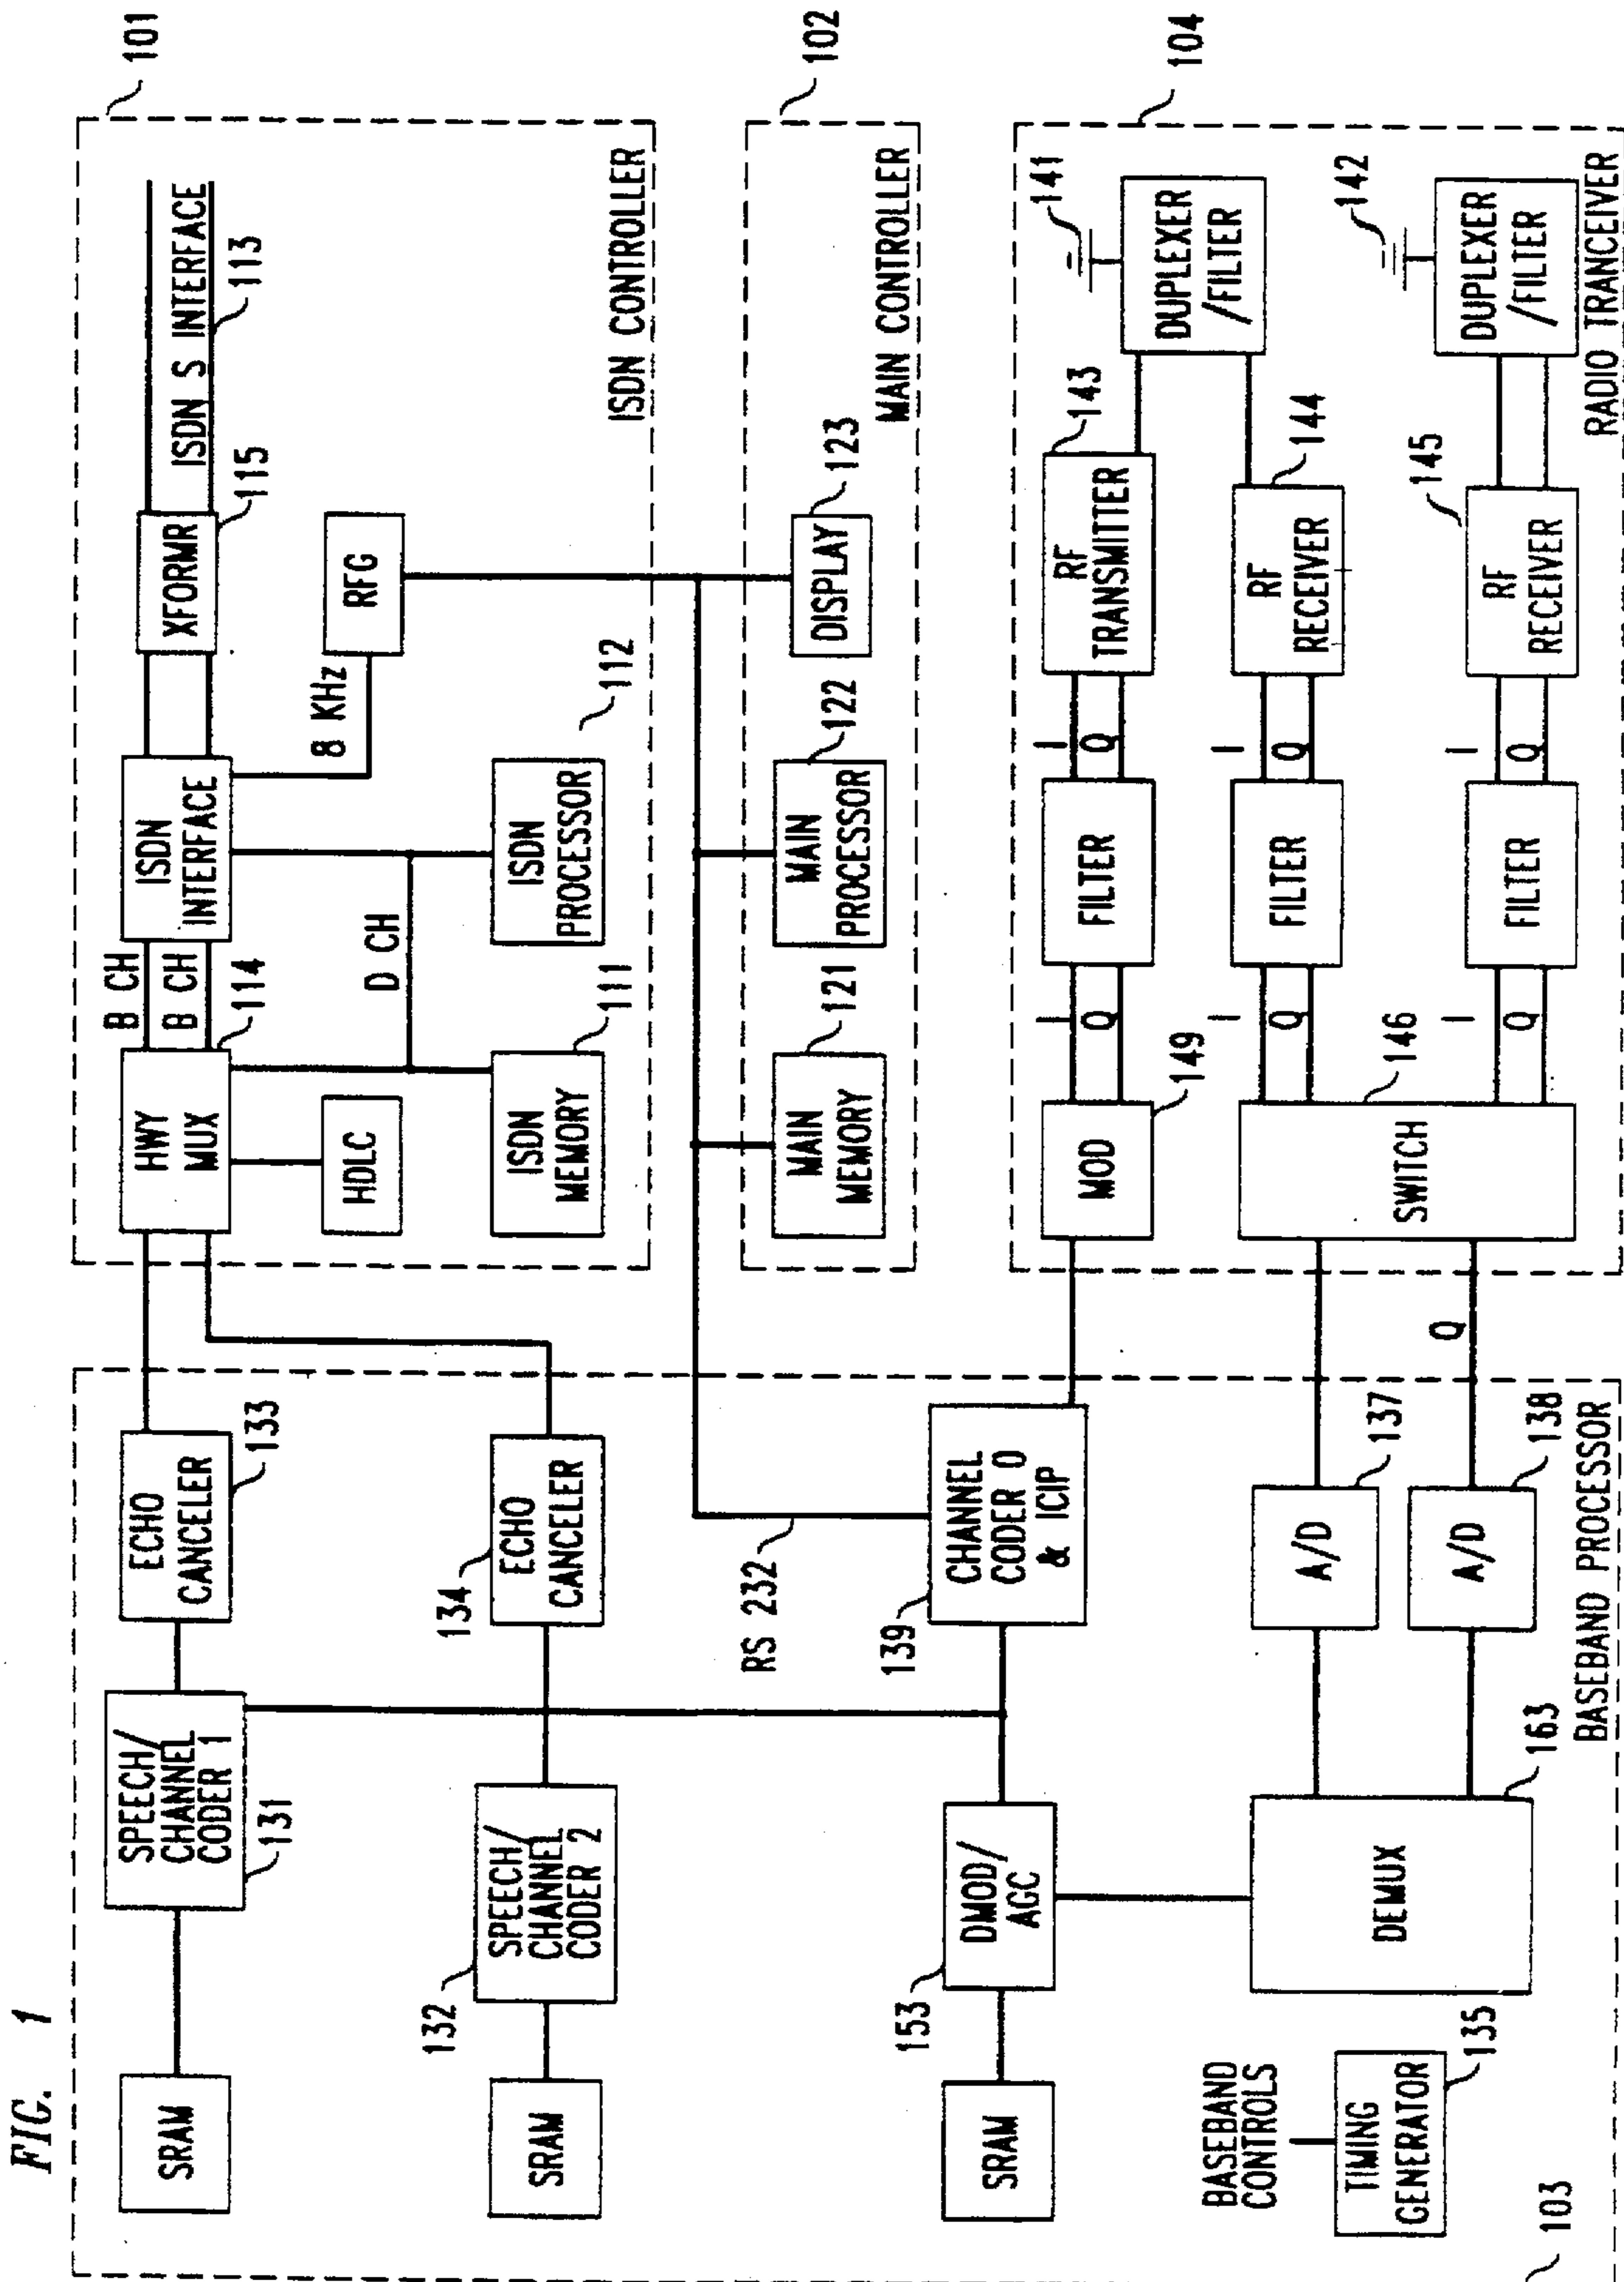 FIG. 1
101
ISDN CONTROLLER
HWY
MUX
114
B CH
B CH
ISDN
INTERFACE
XFORMR
115
ISDN S INTERFACE
113
HDLC
D CH
8 KHz
RFG
ISDN
MEMORY
111
ISDN
PROCESSOR
112
102
MAIN CONTROLLER
MAIN
MEMORY
121
MAIN
PROCESSOR
122
DISPLAY
123
104
RADIO TRANCEIVER
MOD
149
I
Q
FILTER
I
Q
RF
TRANSMITTER
143
141
DUPLEXER
/FILTER
SWITCH
146
I
Q
FILTER
I
Q
RF
RECEIVER
144
I
Q
FILTER
I
Q
RF
RECEIVER
145
142
DUPLEXER
/FILTER
103
BASEBAND PROCESSOR
SRAM
SPEECH/
CHANNEL
CODER 1
131
ECHO
CANCELER
133
SRAM
132
SPEECH/
CHANNEL
CODER 2
134
ECHO
CANCELER
RS 232
SRAM
153
DMOD/
AGC
139
CHANNEL
CODER 0
& ICIP
BASEBAND
CONTROLS
TIMING
GENERATOR
135
DEMUX
163
A/D
137
A/D
138
Q